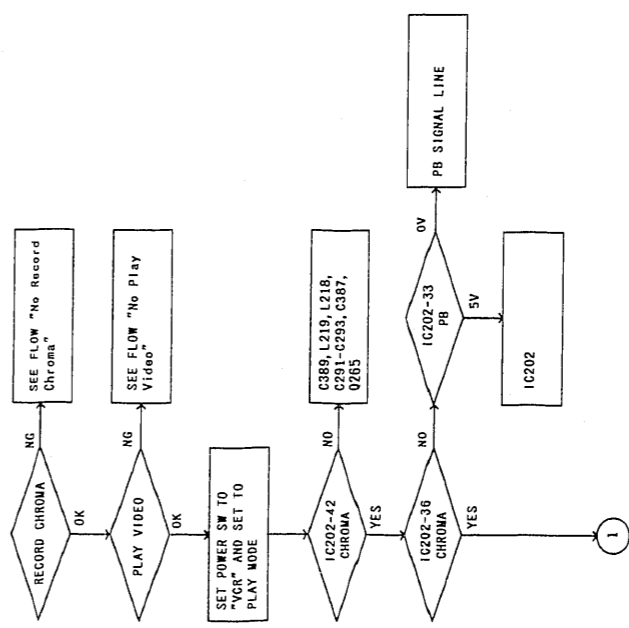 RECORD CHROMA
NG
SEE FLOW "No Record
Chroma"
OK
PLAY VIDEO
NG
SEE FLOW "No Play
Video"
OK
SET POWER SW TO
"VCR" AND SET TO
PLAY MODE
IC202-42
CHROMA
NO
C389, L219, L218,
C291-C293, C387,
Q265
YES
IC202-36
CHROMA
NO
IC202-33
PB
0V
PB SIGNAL LINE
5V
IC202
YES
1